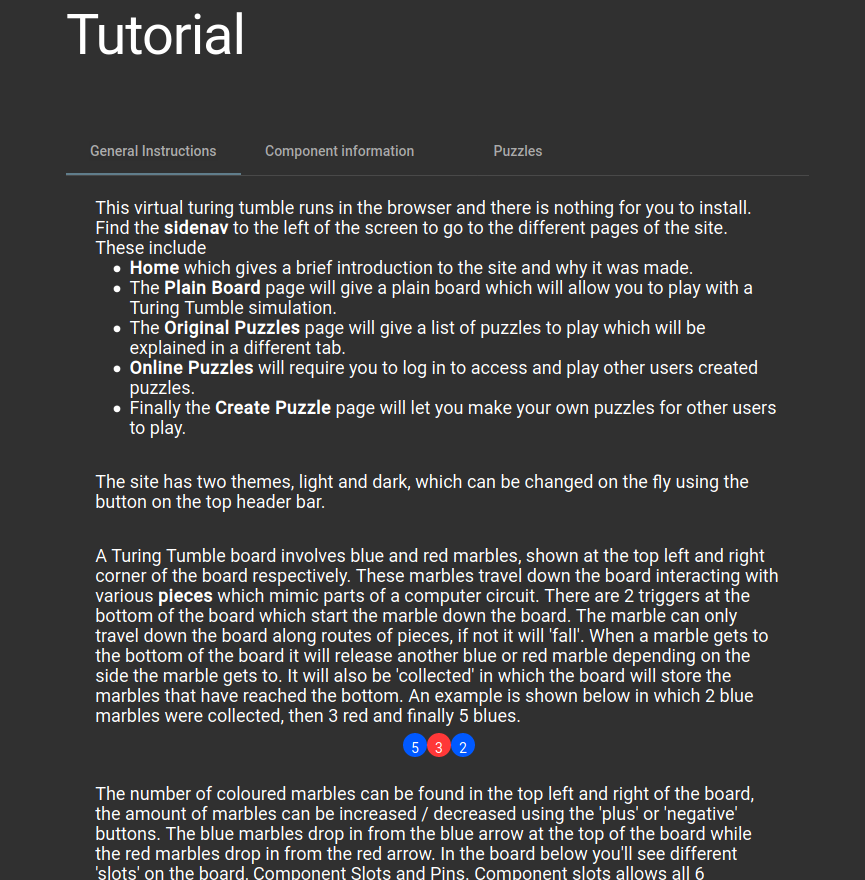 Tutorial
General Instructions
Component information
Puzzles
This virtual turing tumble runs in the browser and there is nothing for you to install.
Find the sidenav to the left of the screen to go to the different pages of the site.
These include
Home which gives a brief introduction to the site and why it was made.
The Plain Board page will give a plain board which will allow you to play with a
Turing Tumble simulation.
The Original Puzzles page will give a list of puzzles to play which will be
explained in a different tab.
Online Puzzles will require you to log in to access and play other users created
puzzles.
Finally the Create Puzzle page will let you make your own puzzles for other users
to play.
The site has two themes, light and dark, which can be changed on the fly using the
button on the top header bar.
A Turing Tumble board involves blue and red marbles, shown at the top left and right
corner of the board respectively. These marbles travel down the board interacting with
various pieces which mimic parts of a computer circuit. There are 2 triggers at the
bottom of the board which start the marble down the board. The marble can only
travel down the board along routes of pieces, if not it will 'fall'. When a marble gets to
the bottom of the board it will release another blue or red marble depending on the
side the marble gets to. It will also be 'collected' in which the board will store the
marbles that have reached the bottom. An example is shown below in which 2 blue
marbles were collected, then 3 red and finally 5 blues.
5 3 2
The number of coloured marbles can be found in the top left and right of the board,
the amount of marbles can be increased / decreased using the 'plus' or 'negative'
buttons. The blue marbles drop in from the blue arrow at the top of the board while
the red marbles drop in from the red arrow. In the board below you'll see different
'slots' on the board. Component Slots and Pins. Component slots allows all 6